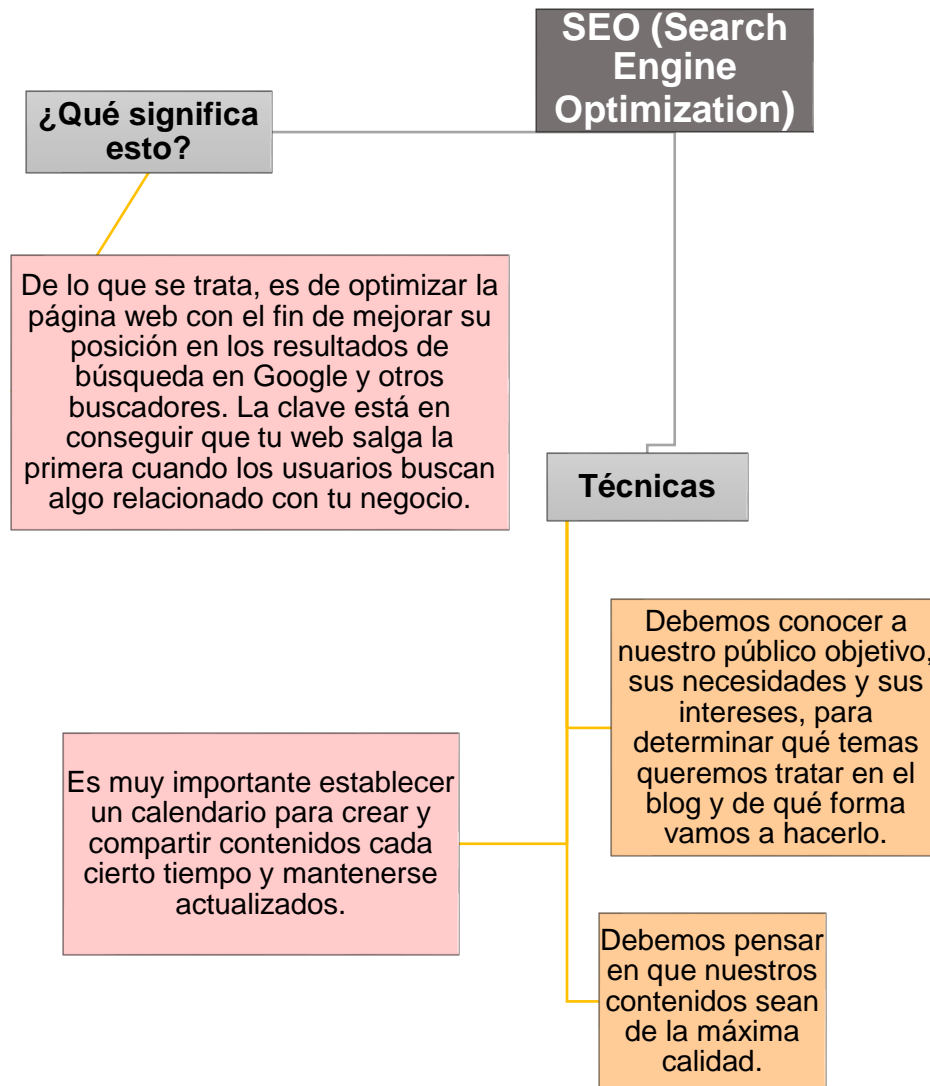 SEO (Search
Engine
Optimization)
¿Qué significa
esto?
De lo que se trata, es de optimizar la
página web con el fin de mejorar su
posición en los resultados de
búsqueda en Google y otros
buscadores. La clave está en
conseguir que tu web salga la
primera cuando los usuarios buscan
algo relacionado con tu negocio.
Técnicas
Debemos conocer a
nuestro público objetivo,
sus necesidades y sus
intereses, para
determinar qué temas
queremos tratar en el
blog y de qué forma
vamos a hacerlo.
Es muy importante establecer
un calendario para crear y
compartir contenidos cada
cierto tiempo y mantenerse
actualizados.
Debemos pensar
en que nuestros
contenidos sean
de la máxima
calidad.